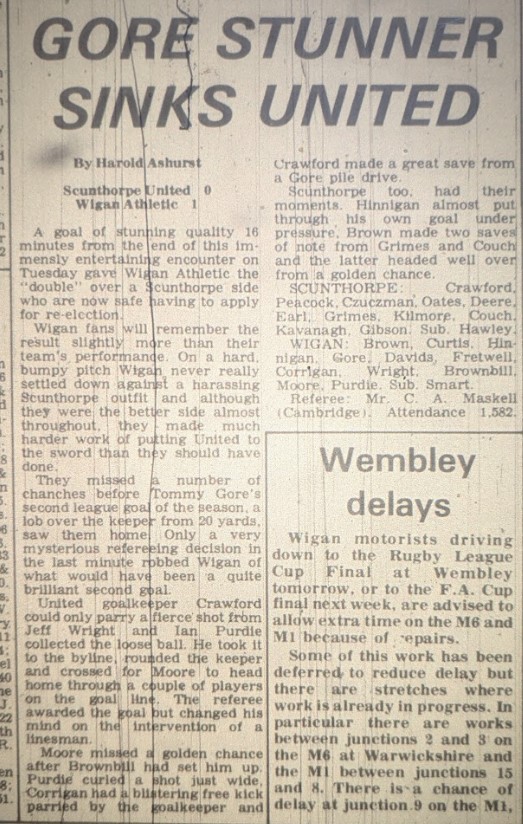 GORE STUNNER
SINKS UNITED
By Harold Ashurst
Scunthorpe United 0
Wigan Athletic 1
A goal of stunning quality 16
minutes from the end of this im-
mensely entertaining encounter on
Tuesday gave Wigan Athletic the
"double" over a Scunthorpe side
who are now safe having to apply
for re-election.
Wigan fans will remember the
result slightly more than their
team's performance. On a hard,
bumpy pitch Wigan never really
settled down against a harassing
Scunthorpe outfit and although
they were the better side almost
throughout, they made much
harder work of putting United to
the sword than they should have
done.
They missed a number of
chanches before Tommy Gore's
second league goal of the season, a
lob over the keeper from 20 yards,
saw them home. Only a very
mysterious refereeing decision in
the last minute robbed Wigan of
what would have been a quite
brilliant second goal.
United goalkeeper Crawford
could only parry a fierce shot from
Jeff Wright and Ian Purdie
collected the loose ball. He took it
to the byline, rounded the keeper
and crossed for Moore to head
home through a couple of players
on the goal line. The referee
awarded the goal but changed his
mind on the intervention of a
linesman.
Moore missed a golden chance
after Brownbill had set him up.
Purdie curled a shot just wide,
Corrigan had a blistering free kick
parried by the goalkeeper and
Crawford made a great save from
a Gore pile drive.
Scunthorpe too, had their
moments. Hinnigan almost put
through his own goal under
pressure, Brown made two saves
of note from Grimes and Couch
and the latter headed well over
from a golden chance.
SCUNTHORPE: Crawford,
Peacock, Czuczman, Oates, Deere,
Earl, Grimes, Kilmore, Couch,
Kavanagh, Gibson. Sub. Hawley.
WIGAN: Brown, Curtis, Hin-
nigan, Gore, Davids, Fretwell,
Corrigan, Wright, Brownbill,
Moore, Purdie. Sub. Smart.
Referee: Mr. C. A. Maskell
(Cambridge). Attendance 1,582.
Wembley
delays
Wigan motorists driving
down to the Rugby League
Cup Final at Wembley
tomorrow, or to the F.A. Cup
final next week, are advised to
allow extra time on the M6 and
M1 because of repairs.
Some of this work has been
deferred to reduce delay but
there are stretches where
work is already in progress. In
particular there are works
between junctions 2 and 3 on
the M6 at Warwickshire and
the M1 between junctions 15
and 8. There is a chance of
delay at junction 9 on the M1,